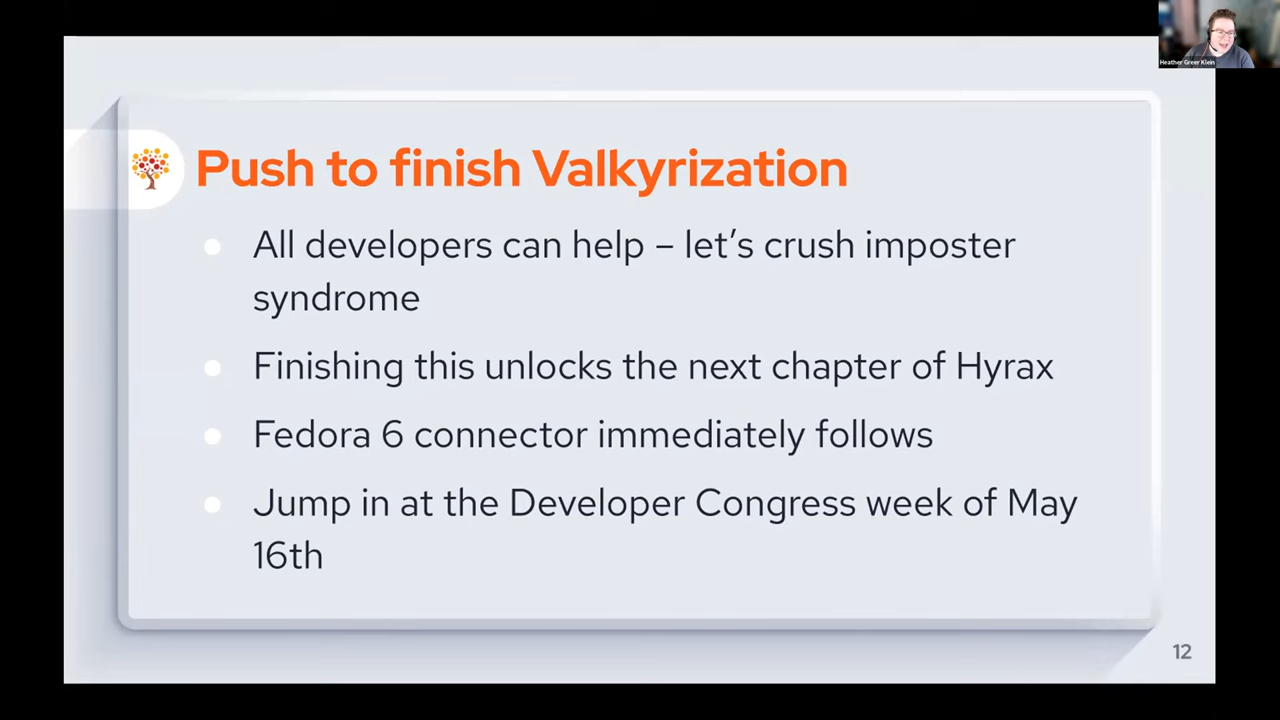 Heather Greer Klein
Push to finish Valkyrization
All developers can help – let’s crush imposter
syndrome
Finishing this unlocks the next chapter of Hyrax
Fedora 6 connector immediately follows
Jump in at the Developer Congress week of May
16th
12